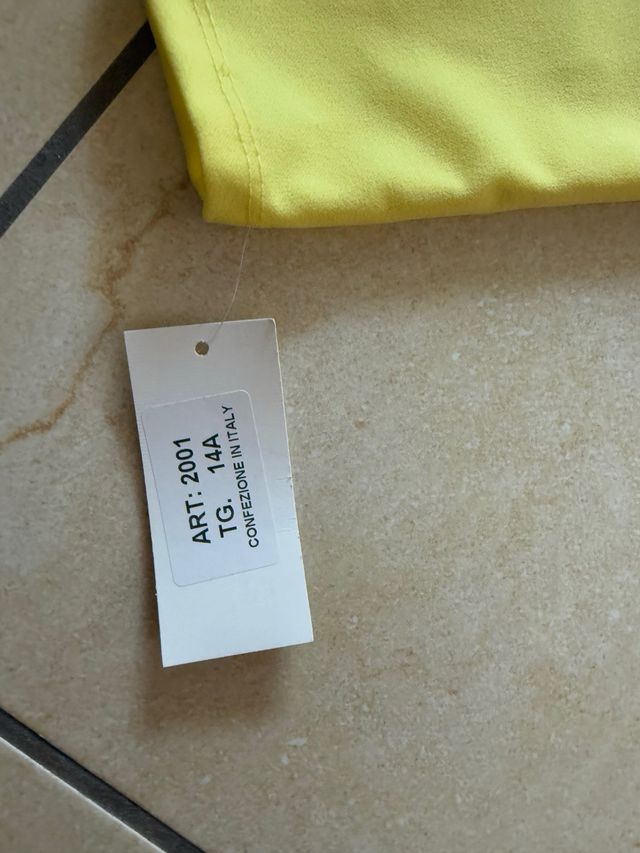 ART: 2001
TG. 14A
CONFEZIONE IN ITALY